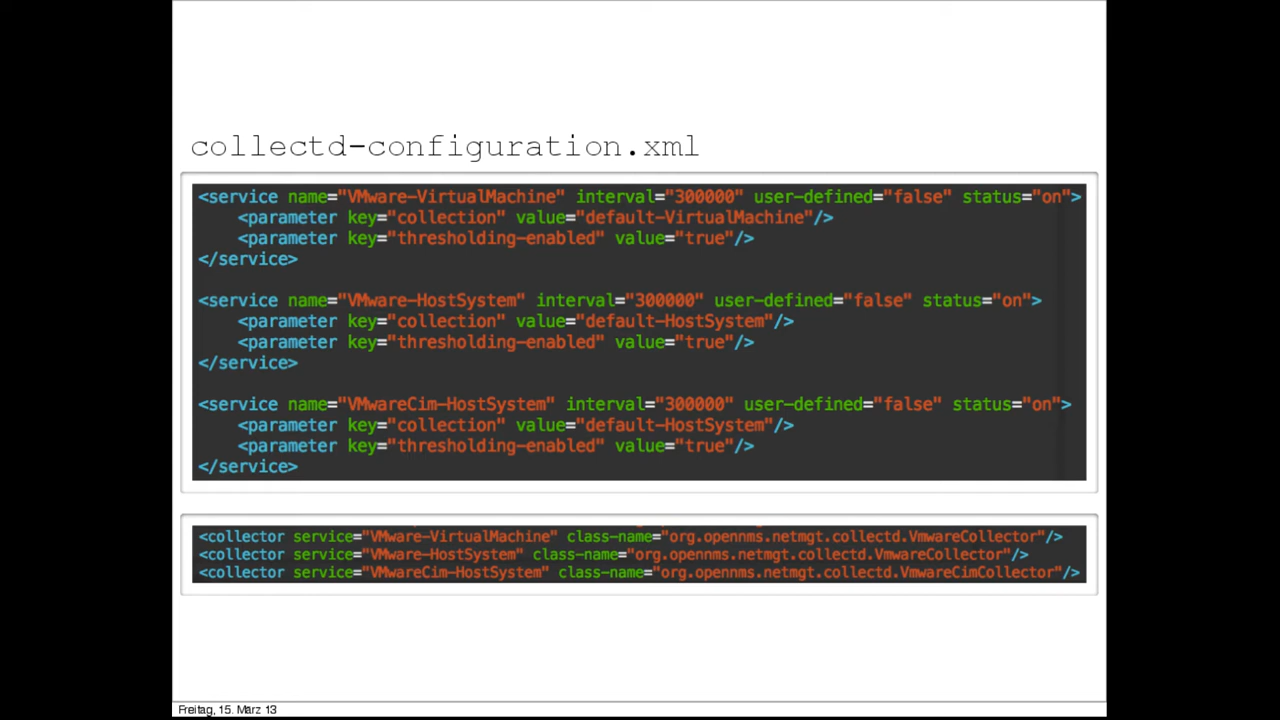 collectd-configuration.xml
<service name="VMware-VirtualMachine" interval="300000" user-defined="false" status="on">
<parameter key="collection" value="default-VirtualMachine"/>
<parameter key="thresholding-enabled" value="true"/>
</service>
<service name="VMware-HostSystem" interval="300000" user-defined="false" status="on">
<parameter key="collection" value="default-HostSystem"/>
<parameter key="thresholding-enabled" value="true"/>
</service>
<service name="VMwareCim-HostSystem" interval="300000" user-defined="false" status="on">
<parameter key="collection" value="default-HostSystem"/>
<parameter key="thresholding-enabled" value="true"/>
</service>
<collector service="VMware-VirtualMachine" class-name="org.opennms.netmgt.collectd.VmwareCollector"/>
<collector service="VMware-HostSystem" class-name="org.opennms.netmgt.collectd.VmwareCollector"/>
<collector service="VMwareCim-HostSystem" class-name="org.opennms.netmgt.collectd.VmwareCimCollector"/>
Freitag, 15. März 13